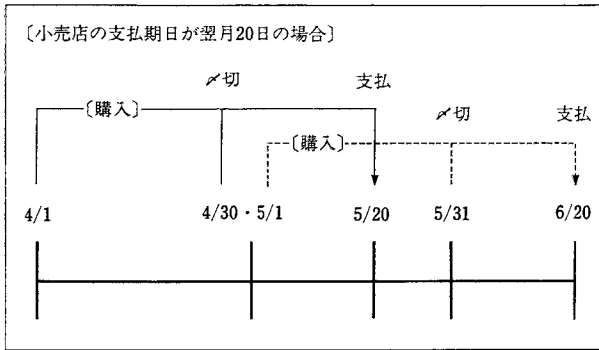 〔小売店の支払期日が翌月20日の場合〕
〆切 支払
〔購入〕 〆切 支払
〔購入〕
4/1 4/30・5/1 5/20 5/31 6/20